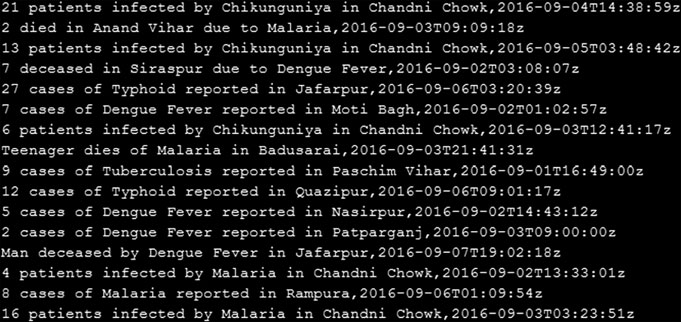 21 patients infected by Chikunguniya in Chandni Chowk,2016-09-04T14:38:59z
2 died in Anand Vihar due to Malaria,2016-09-03T09:09:18z
13 patients infected by Chikunguniya in Chandni Chowk,2016-09-05T03:48:42z
7 deceased in Siraspur due to Dengue Fever,2016-09-02T03:08:07z
27 cases of Typhoid reported in Jafarpur,2016-09-06T03:20:39z
7 cases of Dengue Fever reported in Moti Bagh,2016-09-02T01:02:57z
6 patients infected by Chikunguniya in Chandni Chowk,2016-09-03T12:41:17z
Teenager dies of Malaria in Badusarai,2016-09-03T21:41:31z
9 cases of Tuberculosis reported in Paschim Vihar,2016-09-01T16:49:00z
12 cases of Typhoid reported in Quazipur,2016-09-06T09:01:17z
5 cases of Dengue Fever reported in Nasirpur,2016-09-02T14:43:12z
2 cases of Dengue Fever reported in Patparganj,2016-09-03T09:00:00z
Man deceased by Dengue Fever in Jafarpur,2016-09-07T19:02:18z
4 patients infected by Malaria in Chandni Chowk,2016-09-02T13:33:01z
8 cases of Malaria reported in Rampura,2016-09-06T01:09:54z
16 patients infected by Malaria in Chandni Chowk,2016-09-03T03:23:51z